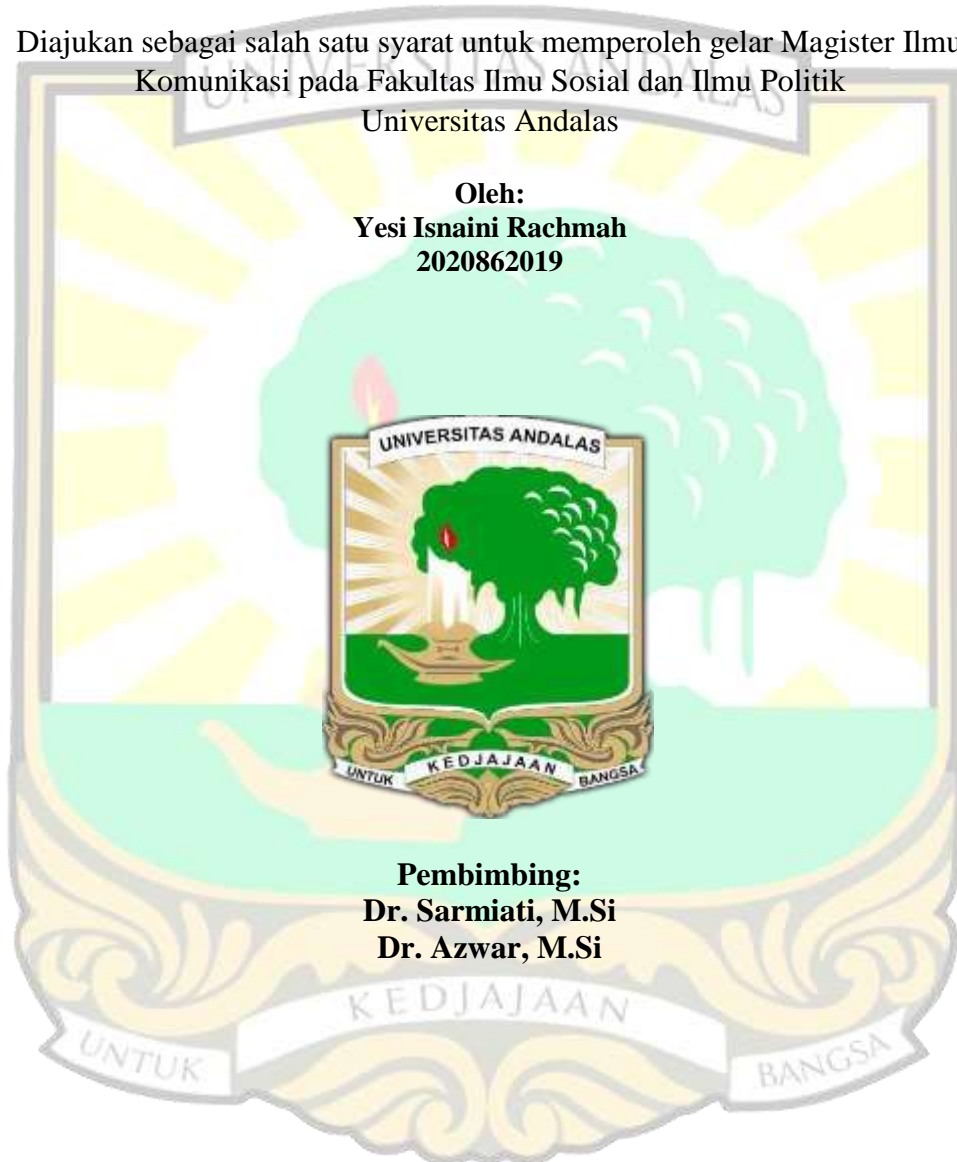 Diajukan sebagai salah satu syarat untuk memperoleh gelar Magister Ilmu
Komunikasi pada Fakultas Ilmu Sosial dan Ilmu Politik
Universitas Andalas
UNIVERSITAS ANDALAS
Oleh:
Yesi Isnaini Rachmah
2020862019
UNIVERSITAS ANDALAS
UNTUK KEDJAJAAN BANGSA
Pembimbing:
Dr. Sarmiati, M.Si
Dr. Azwar, M.Si
UNTUK KEDJAJAAN BANGSA